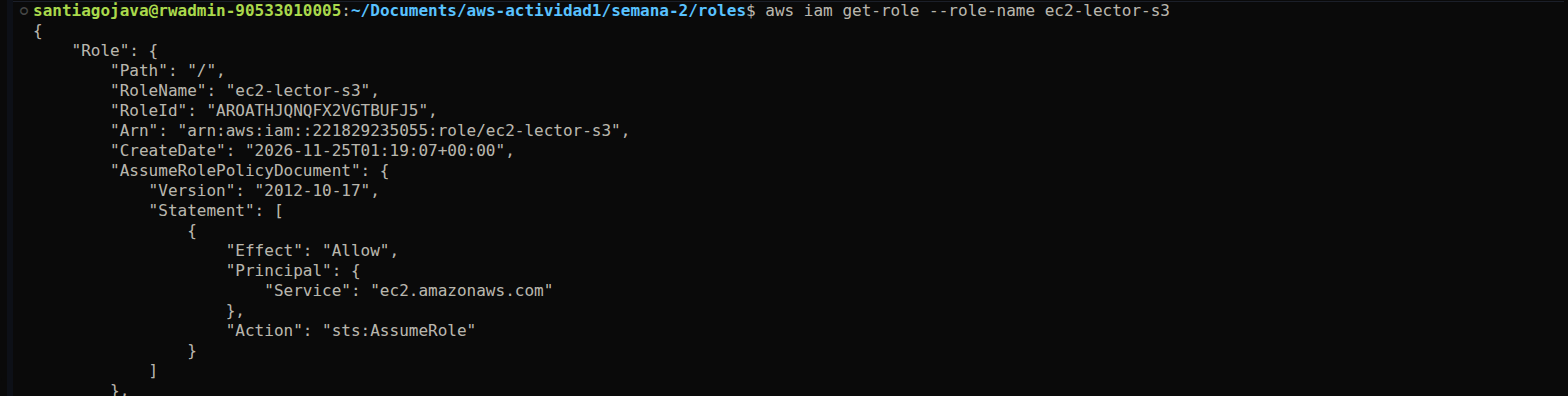 santiagojava@rwadmin-90533010005:~/Documents/aws-actividad1/semana-2/roles$ aws iam get-role --role-name ec2-lector-s3
{
    "Role": {
        "Path": "/",
        "RoleName": "ec2-lector-s3",
        "RoleId": "AROATHJQNQFX2VGTBUFJ5",
        "Arn": "arn:aws:iam::221829235055:role/ec2-lector-s3",
        "CreateDate": "2026-11-25T01:19:07+00:00",
        "AssumeRolePolicyDocument": {
            "Version": "2012-10-17",
            "Statement": [
                {
                    "Effect": "Allow",
                    "Principal": {
                        "Service": "ec2.amazonaws.com"
                    },
                    "Action": "sts:AssumeRole"
                }
            ]
        },